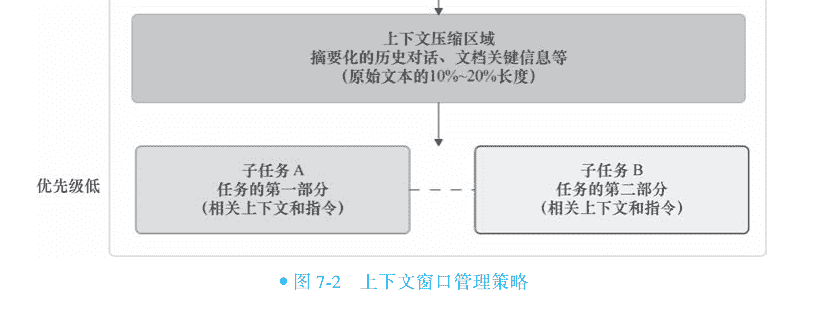 上下文压缩区域
摘要化的历史对话、文档关键信息等
（原始文本的10%~20%长度）
优先级低
子任务 A
任务的第一部分
（相关上下文和指令）
子任务 B
任务的第二部分
（相关上下文和指令）
图 7-2 上下文窗口管理策略